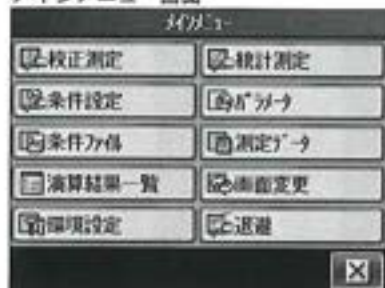 メインメニュー
校正測定
統計測定
条件設定
パラメータ
条件ファイル
測定データ
演算結果一覧
画面変更
環境設定
退避